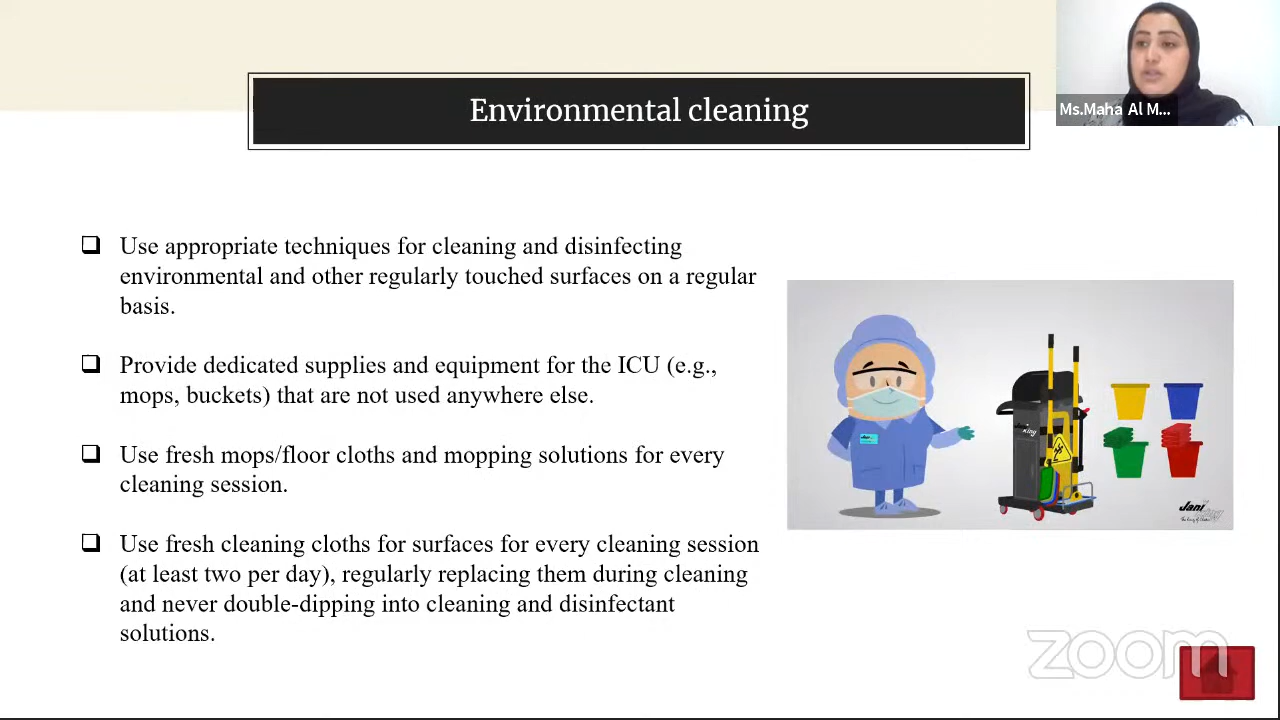 Environmental cleaning
Ms.Maha Al M...
Use appropriate techniques for cleaning and disinfecting
environmental and other regularly touched surfaces on a regular
basis.
Provide dedicated supplies and equipment for the ICU (e.g.,
mops, buckets) that are not used anywhere else.
Use fresh mops/floor cloths and mopping solutions for every
cleaning session.
Use fresh cleaning cloths for surfaces for every cleaning session
(at least two per day), regularly replacing them during cleaning
and never double-dipping into cleaning and disinfectant
solutions.
Jani
zoom